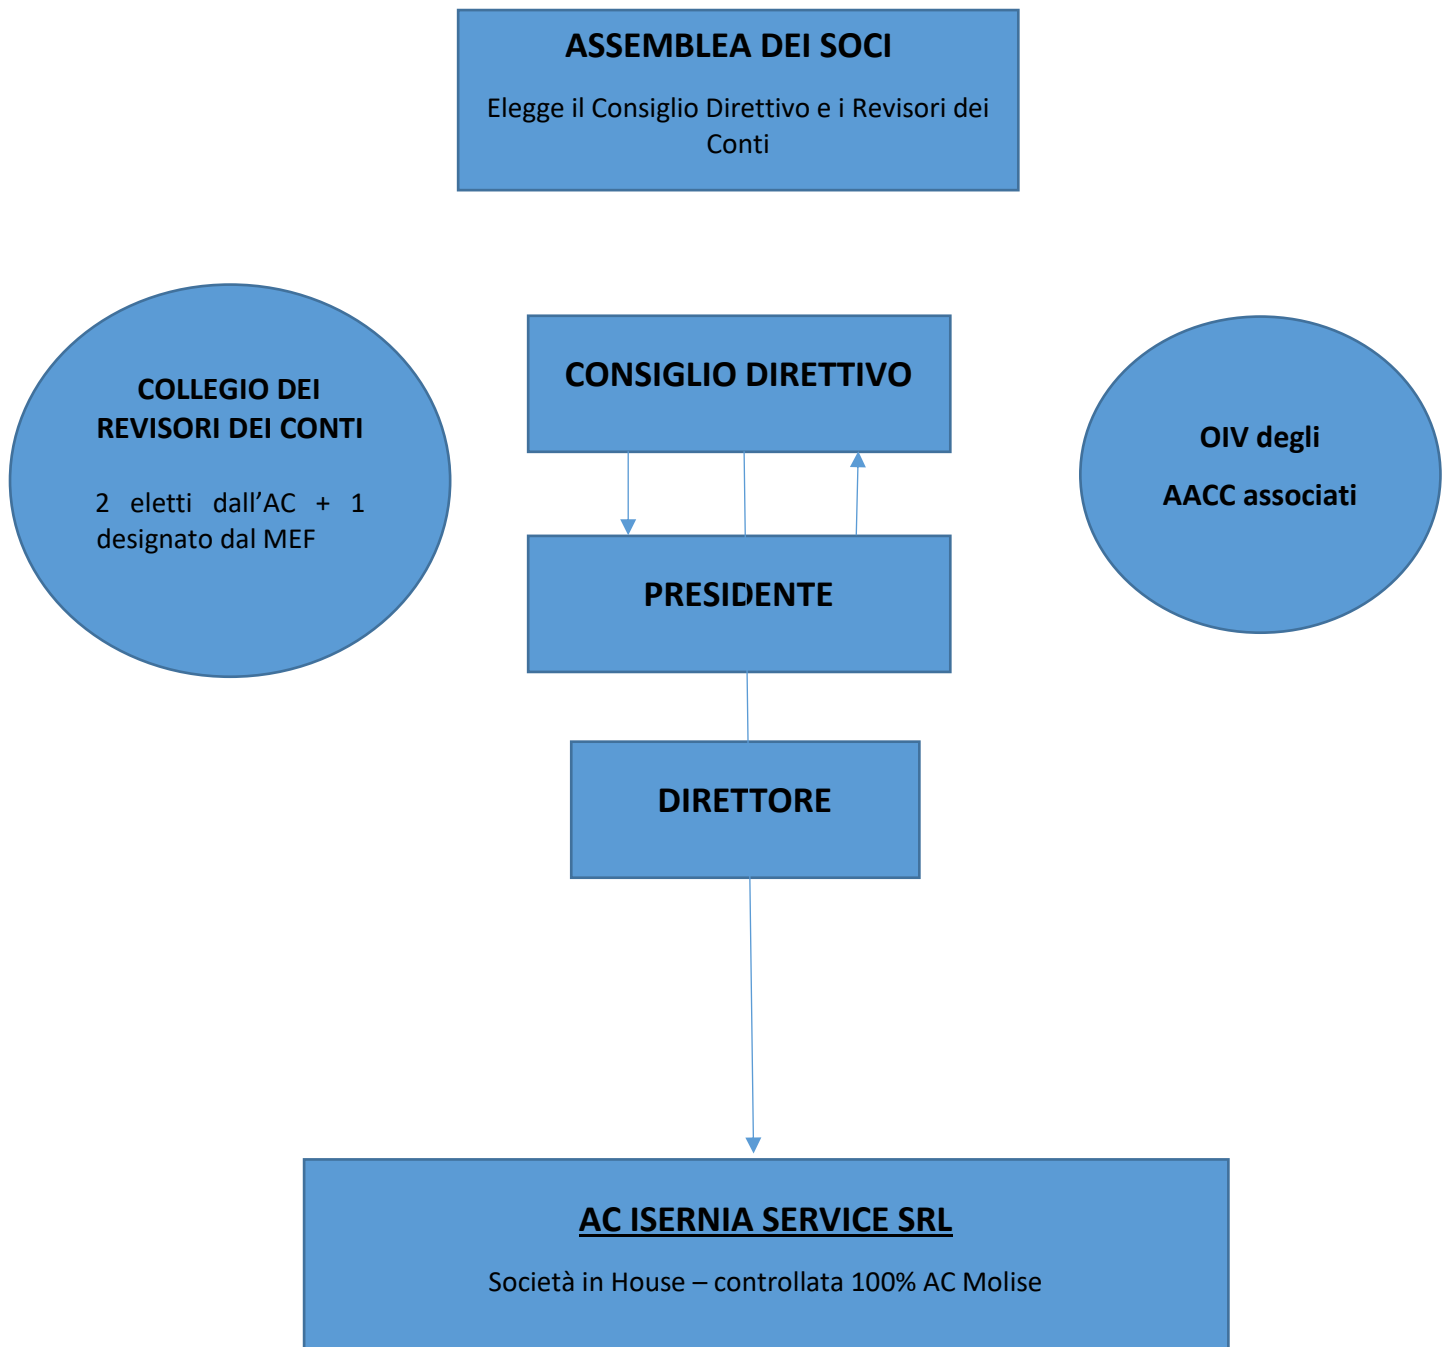 ASSEMBLEA DEI SOCI
Elegge il Consiglio Direttivo e i Revisori dei
Conti
COLLEGIO DEI
REVISORI DEI CONTI
2 eletti dall’AC + 1
designato dal MEF
CONSIGLIO DIRETTIVO
OIV degli
AACC associati
PRESIDENTE
DIRETTORE
AC ISERNIA SERVICE SRL
Società in House – controllata 100% AC Molise